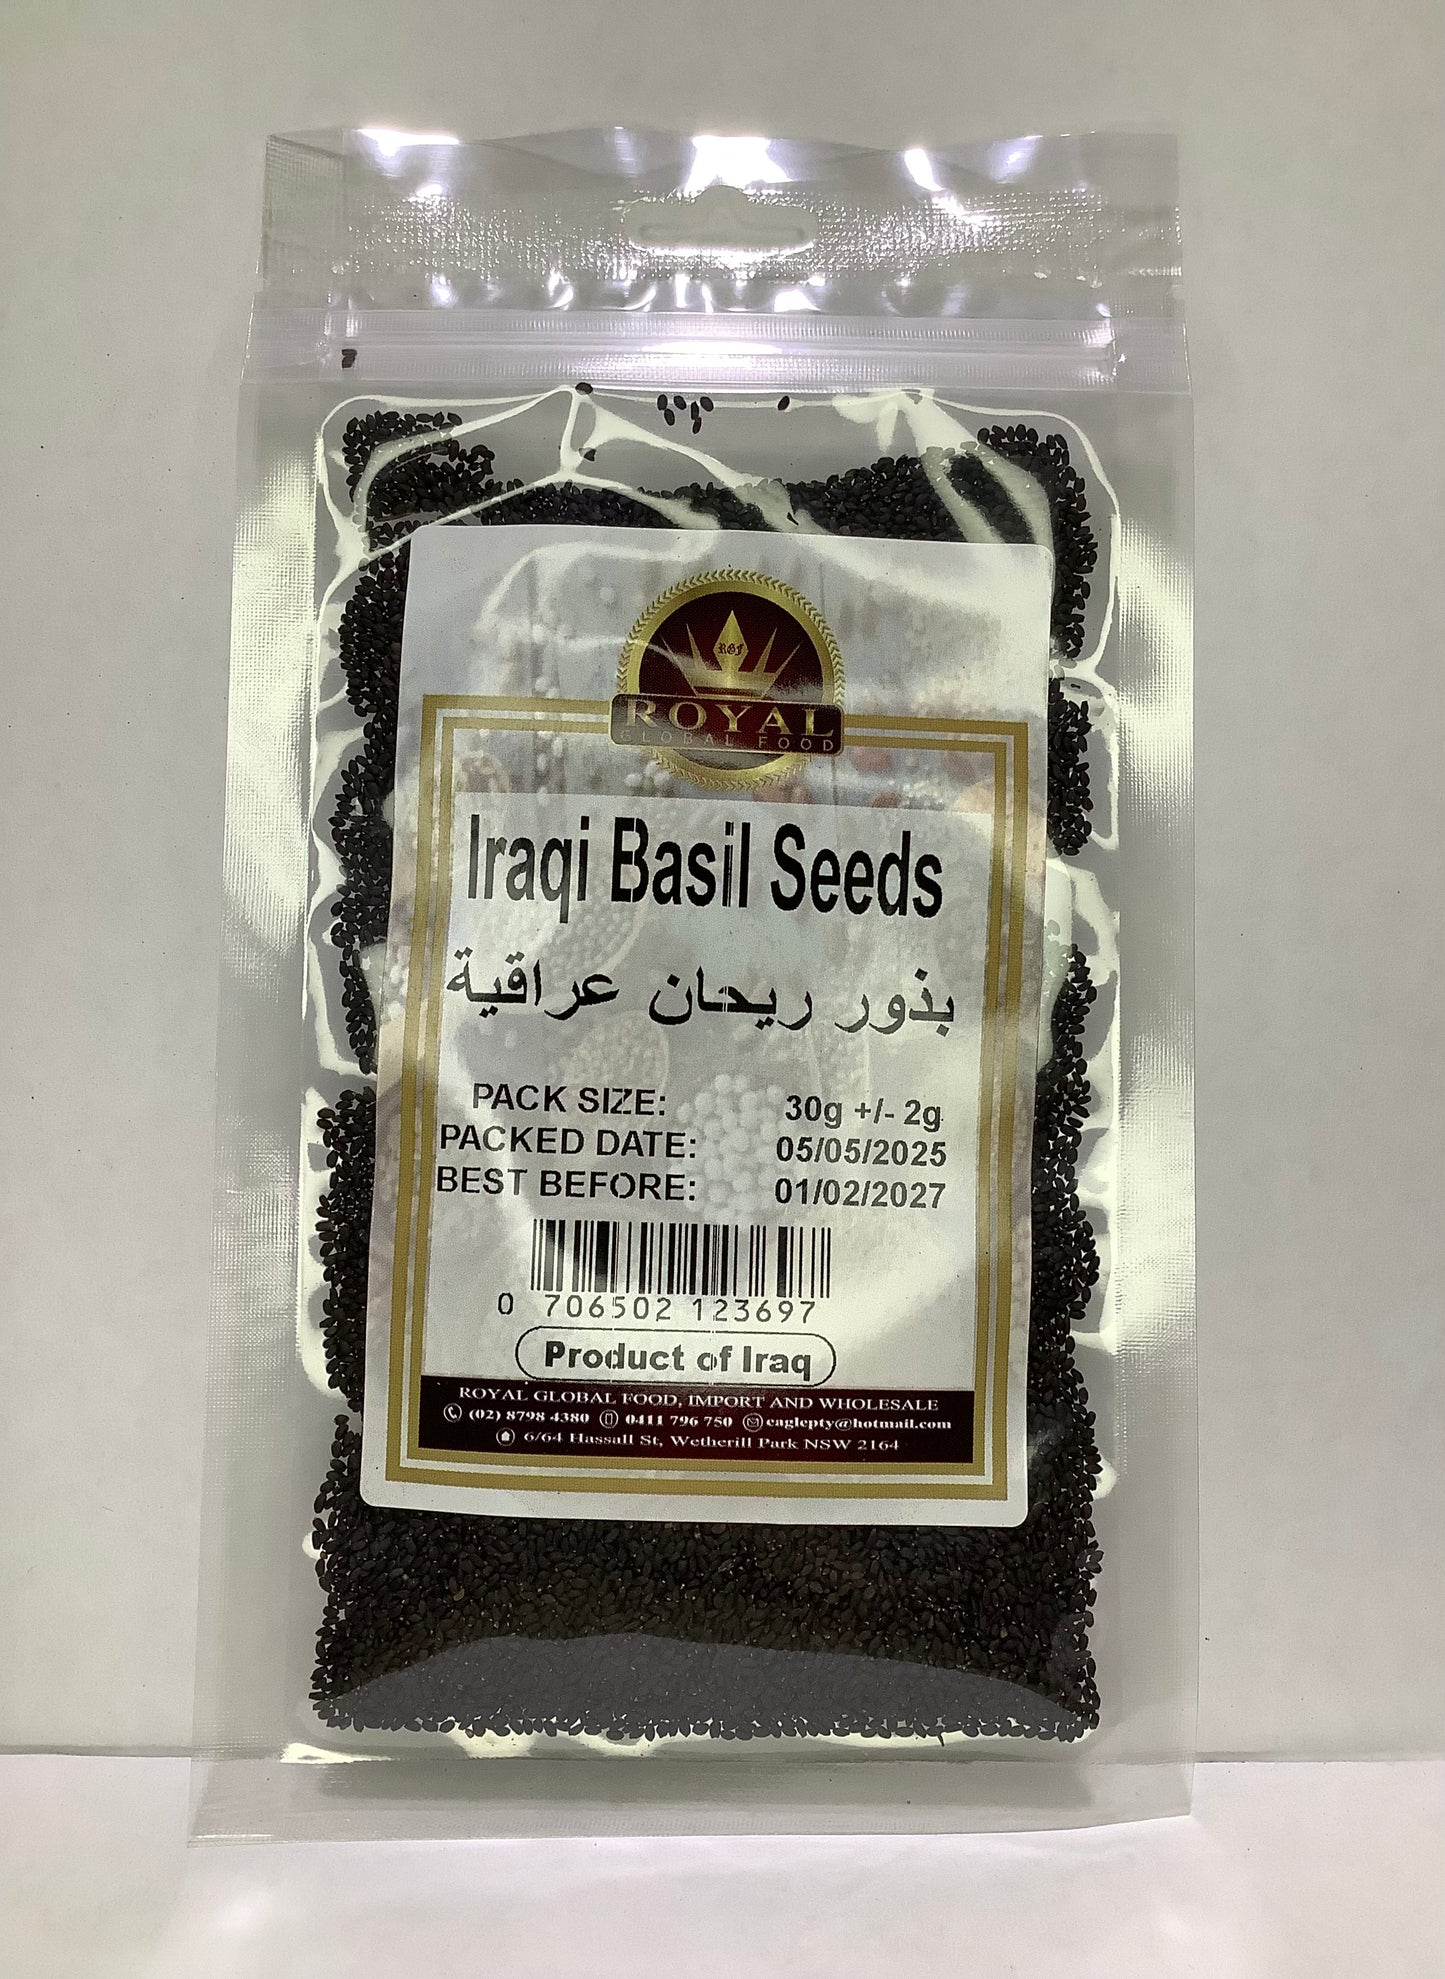 RGF
ROYAL
GLOBAL FOOD
Iraqi Basil Seeds
بذور ريحان عراقية
PACK SIZE: 30g +/- 2g
PACKED DATE: 05/05/2025
BEST BEFORE: 01/02/2027
0 706502 123697
Product of Iraq
ROYAL GLOBAL FOOD, IMPORT AND WHOLESALE
(02) 8798 4380 0411 796 750 eaglepty@hotmail.com
6/64 Hassall St, Wetherill Park NSW 2164